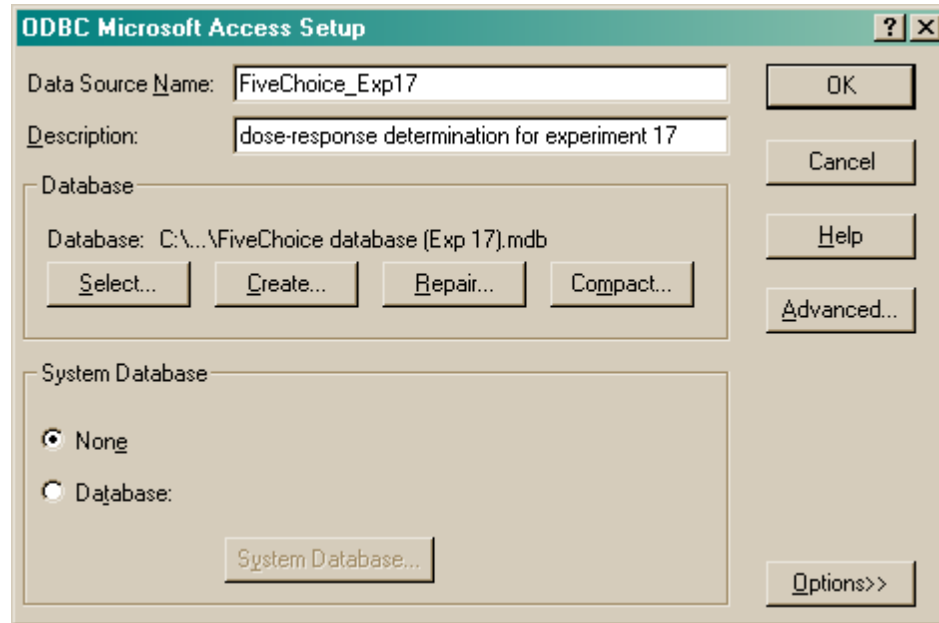 ODBC Microsoft Access Setup
Data Source Name: FiveChoice_Exp17
Description: dose-response determination for experiment 17
OK
Cancel
Help
Advanced...
Database
Database: C:\...\FiveChoice database (Exp 17).mdb
Select... Create... Repair... Compact...
System Database
None
Database:
System Database...
Options>>